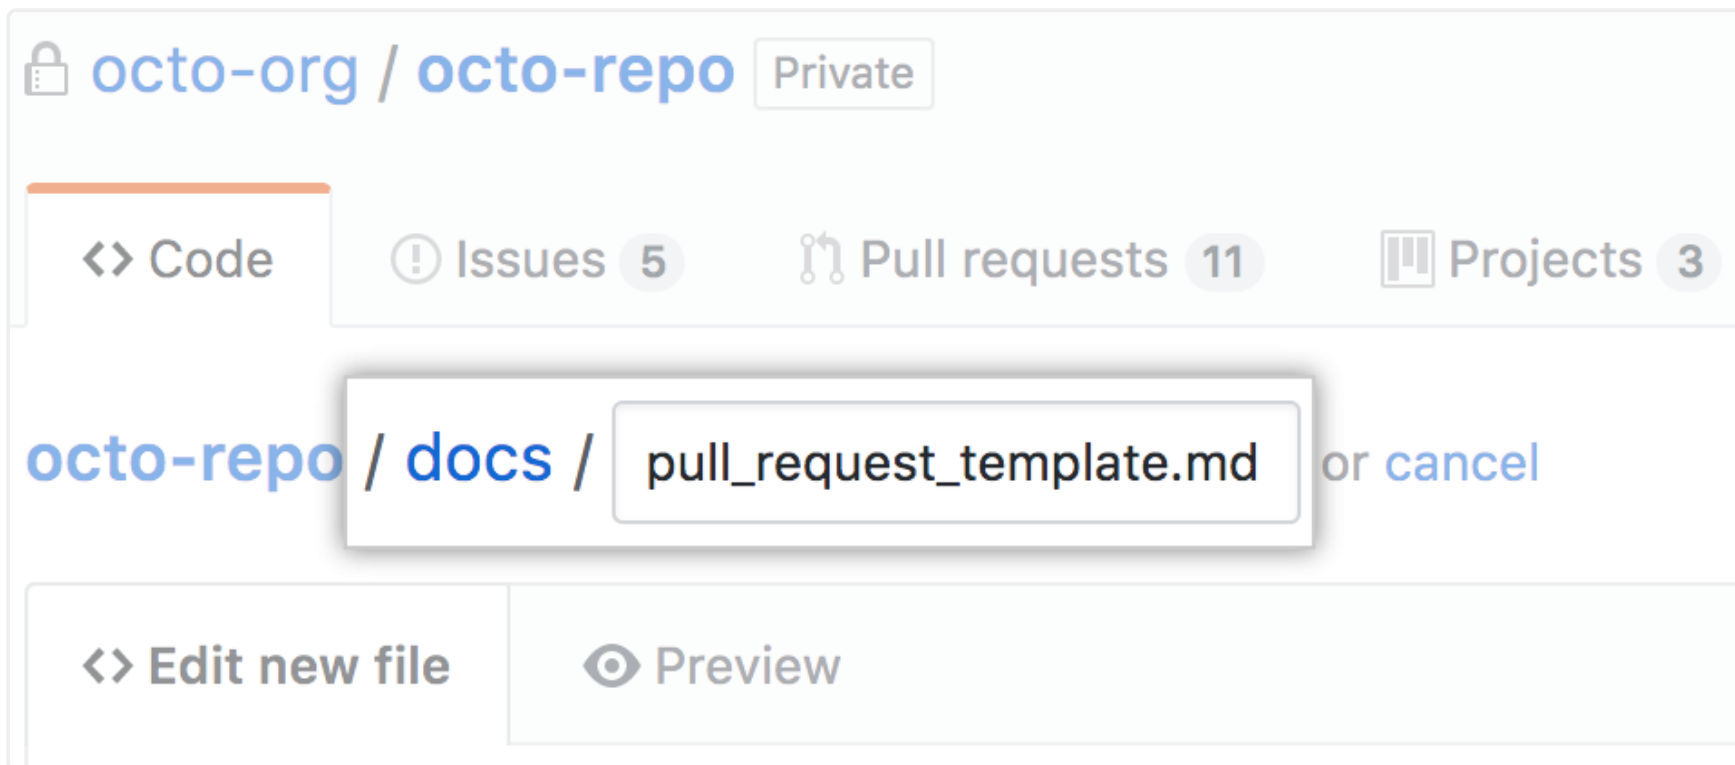 octo-org / octo-repo Private
Code Issues 5 Pull requests 11 Projects 3
octo-repo / docs / pull_request_template.md or cancel
Edit new file Preview